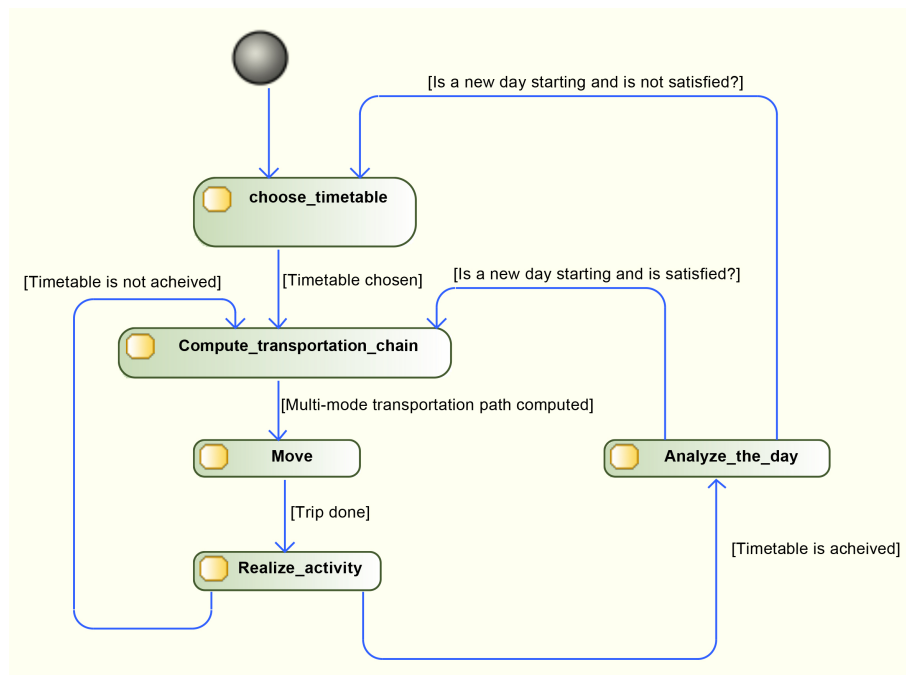 [Is a new day starting and is not satisfied?]
choose_timetable
[Timetable is not acheived]
[Timetable chosen]
[Is a new day starting and is satisfied?]
Compute_transportation_chain
[Multi-mode transportation path computed]
Move
Analyze_the_day
[Trip done]
[Timetable is acheived]
Realize_activity